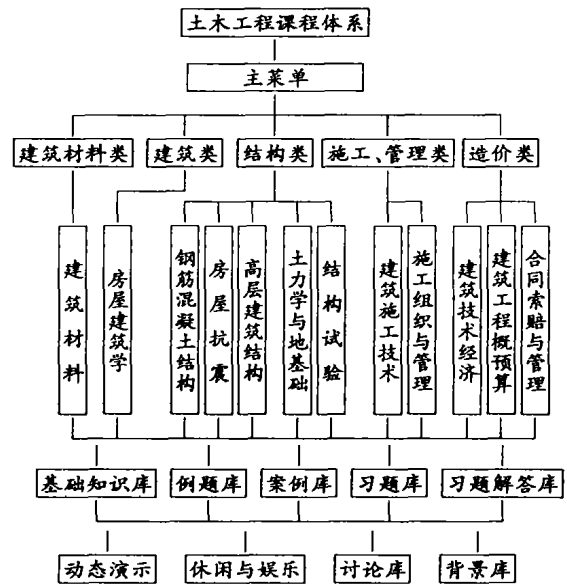 土木工程课程体系
主菜单
建筑材料类
建筑类
结构类
施工、管理类
造价类
建筑材料
房屋建筑学
钢筋混凝土结构
房屋抗震
高层建筑结构
土力学与地基础
结构试验
建筑施工技术
施工组织与管理
建筑技术经济
建筑工程概预算
合同索赔与管理
基础知识库
例题库
案例库
习题库
习题解答库
动态演示
休闲与娱乐
讨论库
背景库